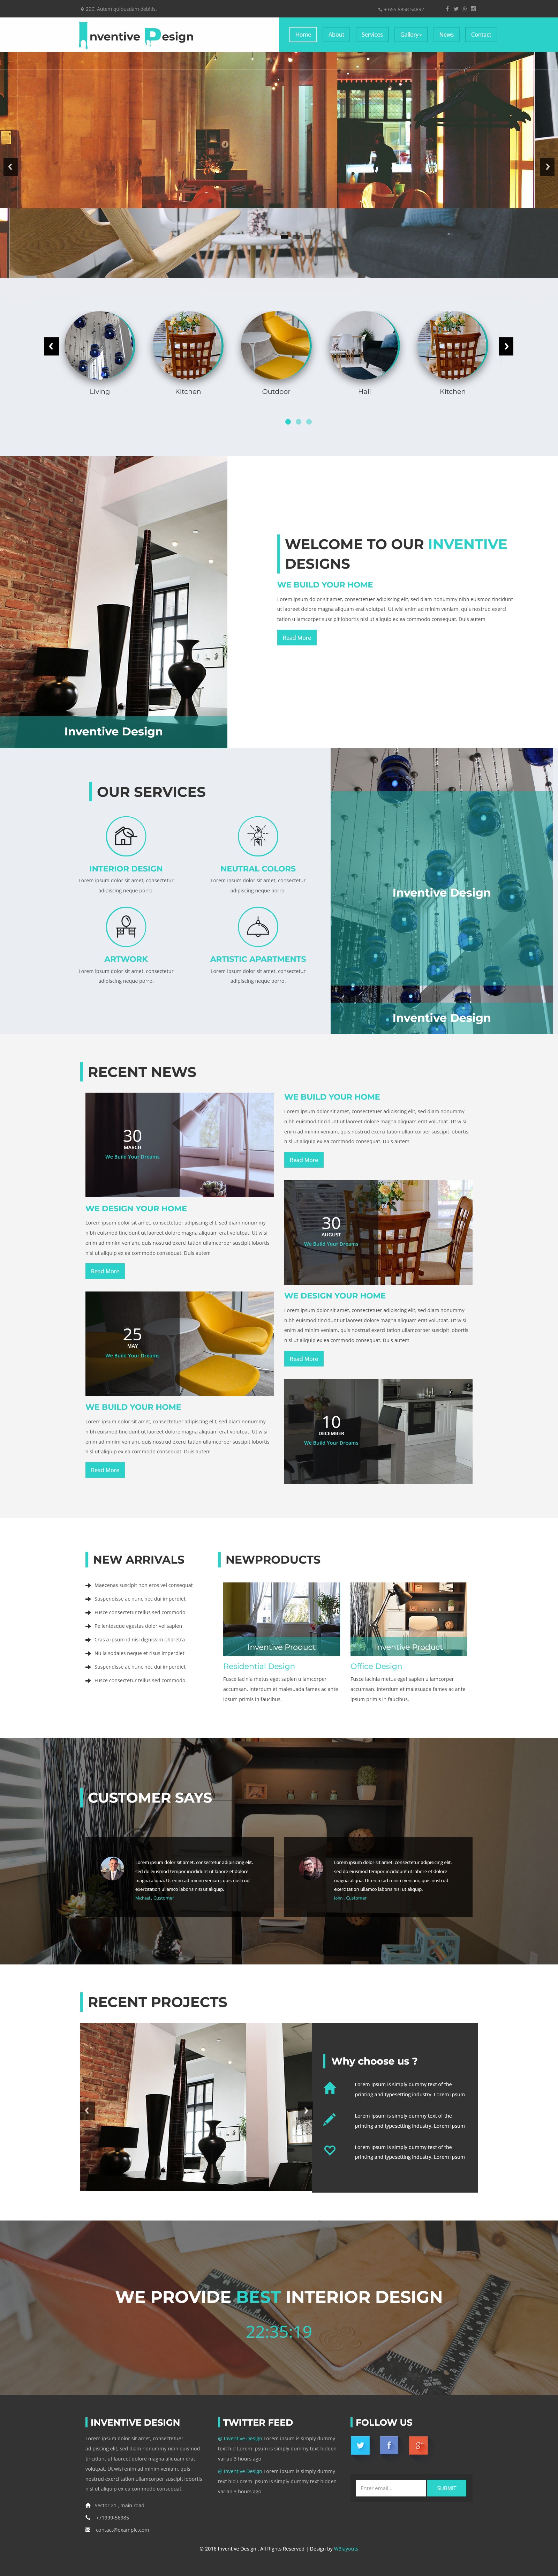 29C, Autem quibusdam debitis.
+ 655 8858 54892
Inventive Design
Home
About
Services
Gallery
News
Contact
Living
Kitchen
Outdoor
Hall
Kitchen
Inventive Design
WELCOME TO OUR INVENTIVE
DESIGNS
WE BUILD YOUR HOME
Lorem ipsum dolor sit amet, consectetuer adipiscing elit, sed diam nonummy nibh euismod tincidunt
ut laoreet dolore magna aliquam erat volutpat. Ut wisi enim ad minim veniam, quis nostrud exerci
tation ullamcorper suscipit lobortis nisl ut aliquip ex ea commodo consequat. Duis autem
Read More
OUR SERVICES
INTERIOR DESIGN
Lorem ipsum dolor sit amet, consectetur
adipiscing neque porns.
NEUTRAL COLORS
Lorem ipsum dolor sit amet, consectetur
adipiscing neque porns.
ARTWORK
Lorem ipsum dolor sit amet, consectetur
adipiscing neque porns.
ARTISTIC APARTMENTS
Lorem ipsum dolor sit amet, consectetur
adipiscing neque porns.
Inventive Design
Inventive Design
RECENT NEWS
30
MARCH
We Build Your Dreams
WE DESIGN YOUR HOME
Lorem ipsum dolor sit amet, consectetuer adipiscing elit, sed diam nonummy
nibh euismod tincidunt ut laoreet dolore magna aliquam erat volutpat. Ut wisi
enim ad minim veniam, quis nostrud exerci tation ullamcorper suscipit lobortis
nisl ut aliquip ex ea commodo consequat. Duis autem
Read More
25
MAY
We Build Your Dreams
WE BUILD YOUR HOME
Lorem ipsum dolor sit amet, consectetuer adipiscing elit, sed diam nonummy
nibh euismod tincidunt ut laoreet dolore magna aliquam erat volutpat. Ut wisi
enim ad minim veniam, quis nostrud exerci tation ullamcorper suscipit lobortis
nisl ut aliquip ex ea commodo consequat. Duis autem
Read More
WE BUILD YOUR HOME
Lorem ipsum dolor sit amet, consectetuer adipiscing elit, sed diam nonummy
nibh euismod tincidunt ut laoreet dolore magna aliquam erat volutpat. Ut wisi
enim ad minim veniam, quis nostrud exerci tation ullamcorper suscipit lobortis
nisl ut aliquip ex ea commodo consequat. Duis autem
Read More
30
AUGUST
We Build Your Dreams
WE DESIGN YOUR HOME
Lorem ipsum dolor sit amet, consectetuer adipiscing elit, sed diam nonummy
nibh euismod tincidunt ut laoreet dolore magna aliquam erat volutpat. Ut wisi
enim ad minim veniam, quis nostrud exerci tation ullamcorper suscipit lobortis
nisl ut aliquip ex ea commodo consequat. Duis autem
Read More
10
DECEMBER
We Build Your Dreams
NEW ARRIVALS
Maecenas suscipit non eros vel consequat
Suspendisse ac nunc nec dui imperdiet
Fusce consectetur tellus sed commodo
Pellentesque egestas dolor vel sapien
Cras a ipsum id nisl dignissim pharetra
Nulla sodales neque et risus imperdiet
Suspendisse ac nunc nec dui imperdiet
Fusce consectetur tellus sed commodo
NEWPRODUCTS
Inventive Product
Residential Design
Fusce lacinia metus eget sapien ullamcorper
accumsan. Interdum et malesuada fames ac ante
ipsum primis in faucibus.
Inventive Product
Office Design
Fusce lacinia metus eget sapien ullamcorper
accumsan. Interdum et malesuada fames ac ante
ipsum primis in faucibus.
CUSTOMER SAYS
Lorem ipsum dolor sit amet, consectetur adipisicing elit,
sed do eiusmod tempor incididunt ut labore et dolore
magna aliqua. Ut enim ad minim veniam, quis nostrud
exercitation ullamco laboris nisi ut aliquip.
Michael , Customer
Lorem ipsum dolor sit amet, consectetur adipisicing elit,
sed do eiusmod tempor incididunt ut labore et dolore
magna aliqua. Ut enim ad minim veniam, quis nostrud
exercitation ullamco laboris nisi ut aliquip.
John , Customer
RECENT PROJECTS
Why choose us ?
Lorem Ipsum is simply dummy text of the
printing and typesetting industry. Lorem Ipsum
Lorem Ipsum is simply dummy text of the
printing and typesetting industry. Lorem Ipsum
Lorem Ipsum is simply dummy text of the
printing and typesetting industry. Lorem Ipsum
WE PROVIDE BEST INTERIOR DESIGN
22:35:19
INVENTIVE DESIGN
Lorem ipsum dolor sit amet, consectetuer
adipiscing elit, sed diam nonummy nibh euismod
tincidunt ut laoreet dolore magna aliquam erat
volutpat. Ut wisi enim ad minim veniam, quis
nostrud exerci tation ullamcorper suscipit lobortis
nisl ut aliquip ex ea commodo consequat.
Sector 21 , main road
+71999-56985
contact@example.com
TWITTER FEED
@ Inventive Design Lorem Ipsum is simply dummy
text hid Lorem Ipsum is simply dummy text hidden
variab 3 hours ago
@ Inventive Design Lorem Ipsum is simply dummy
text hid Lorem Ipsum is simply dummy text hidden
variab 3 hours ago
FOLLOW US
Enter email....
SUBMIT
© 2016 Inventive Design . All Rights Reserved | Design by W3layouts